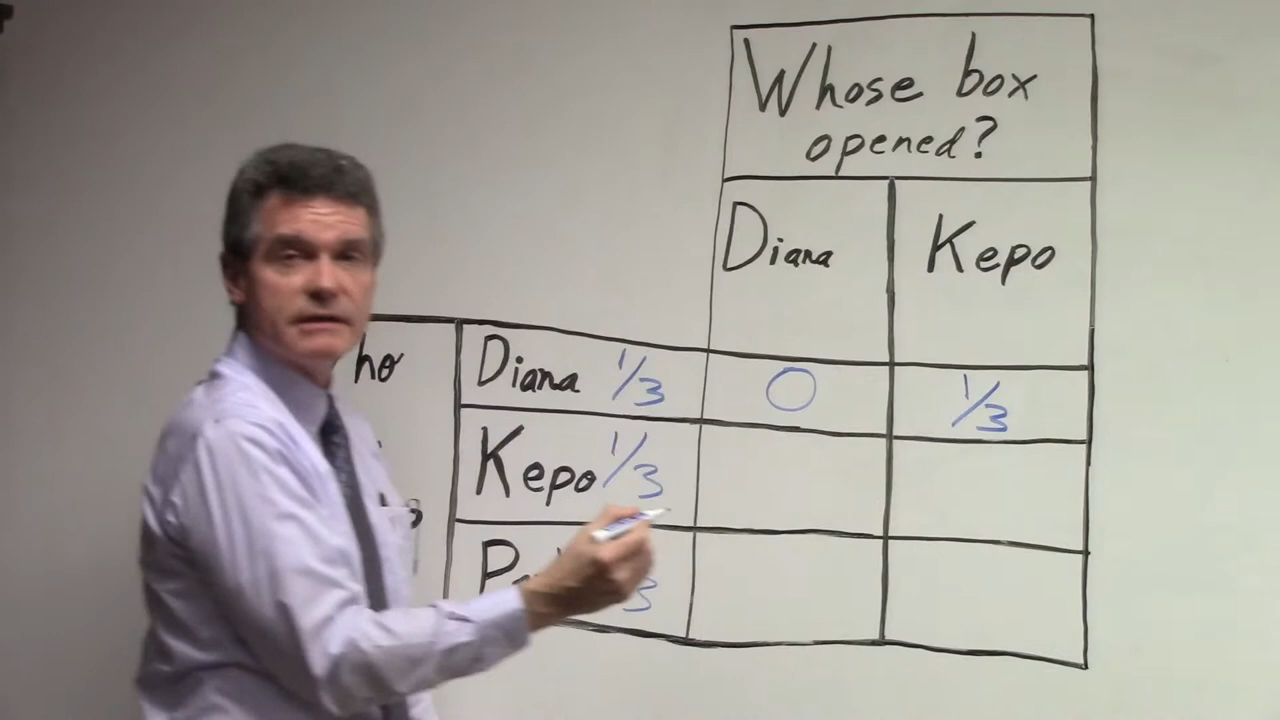 Whose box
opened?
Diana Kepo
ho
Diana 1/3 0 1/3
Kepo 1/3